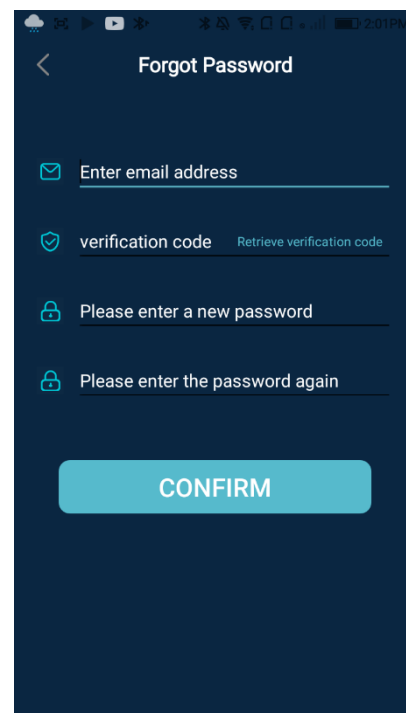 2:01PM
Forgot Password
Enter email address
verification code Retrieve verification code
Please enter a new password
Please enter the password again
CONFIRM